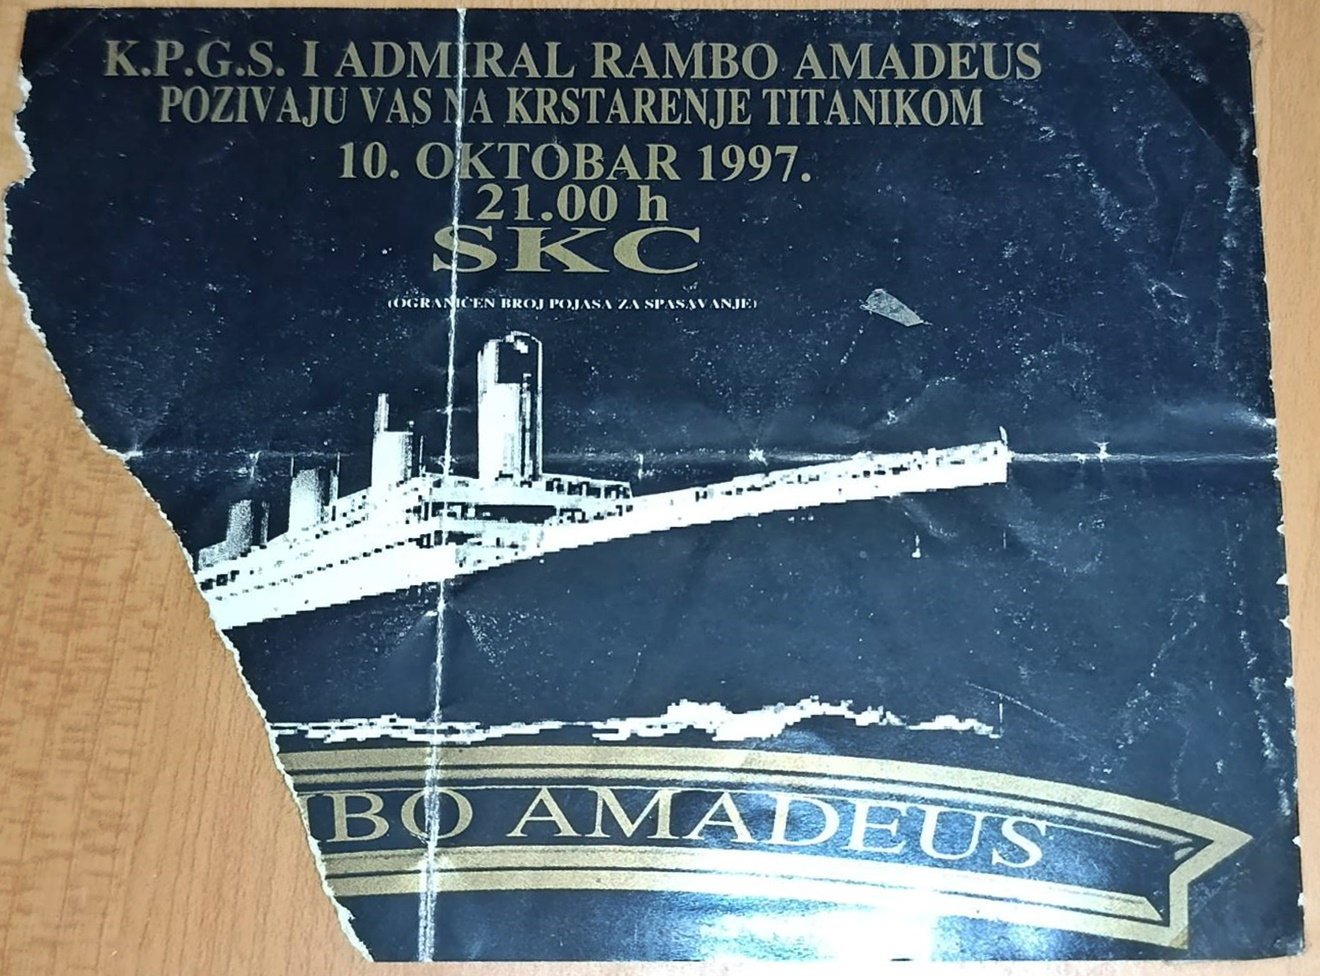 K.P.G.S. I ADMIRAL RAMBO AMADEUS
POZIVAJU VAS NA KRSTARENJE TITANIKOM
10. OKTOBAR 1997.
21.00 h
SKC
(OGRANIČEN BROJ POJASA ZA SPASAVANJE)
MBO AMADEUS